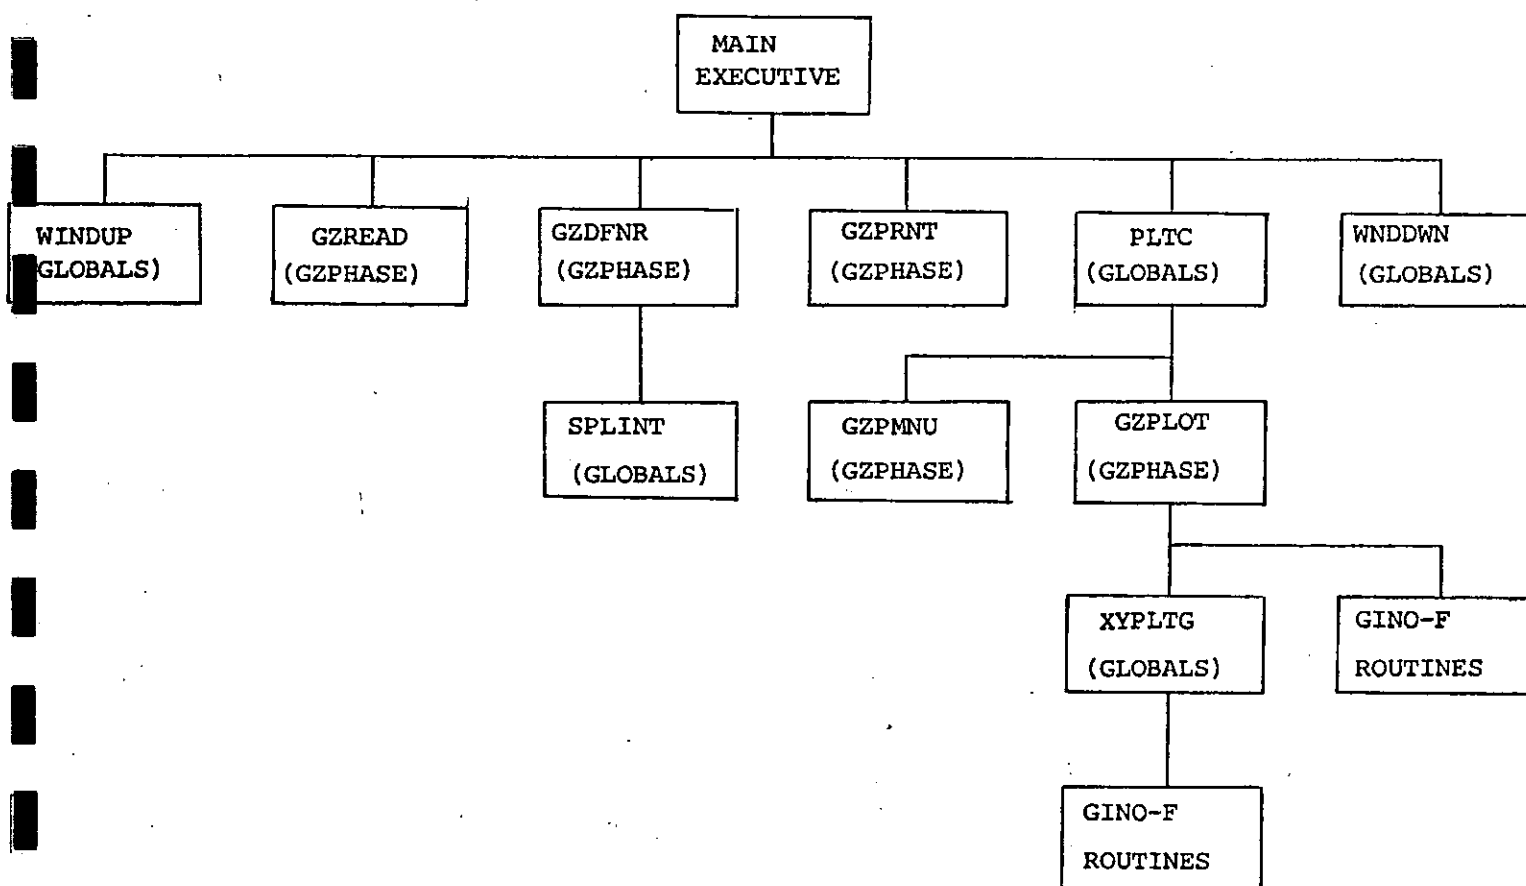 MAIN
EXECUTIVE
WINDUP
(GLOBALS)
GZREAD
(GZPHASE)
GZDFNR
(GZPHASE)
GZPRNT
(GZPHASE)
PLTC
(GLOBALS)
WNDDWN
(GLOBALS)
SPLINT
(GLOBALS)
GZPMNU
(GZPHASE)
GZPLOT
(GZPHASE)
XYPLTG
(GLOBALS)
GINO-F
ROUTINES
GINO-F
ROUTINES